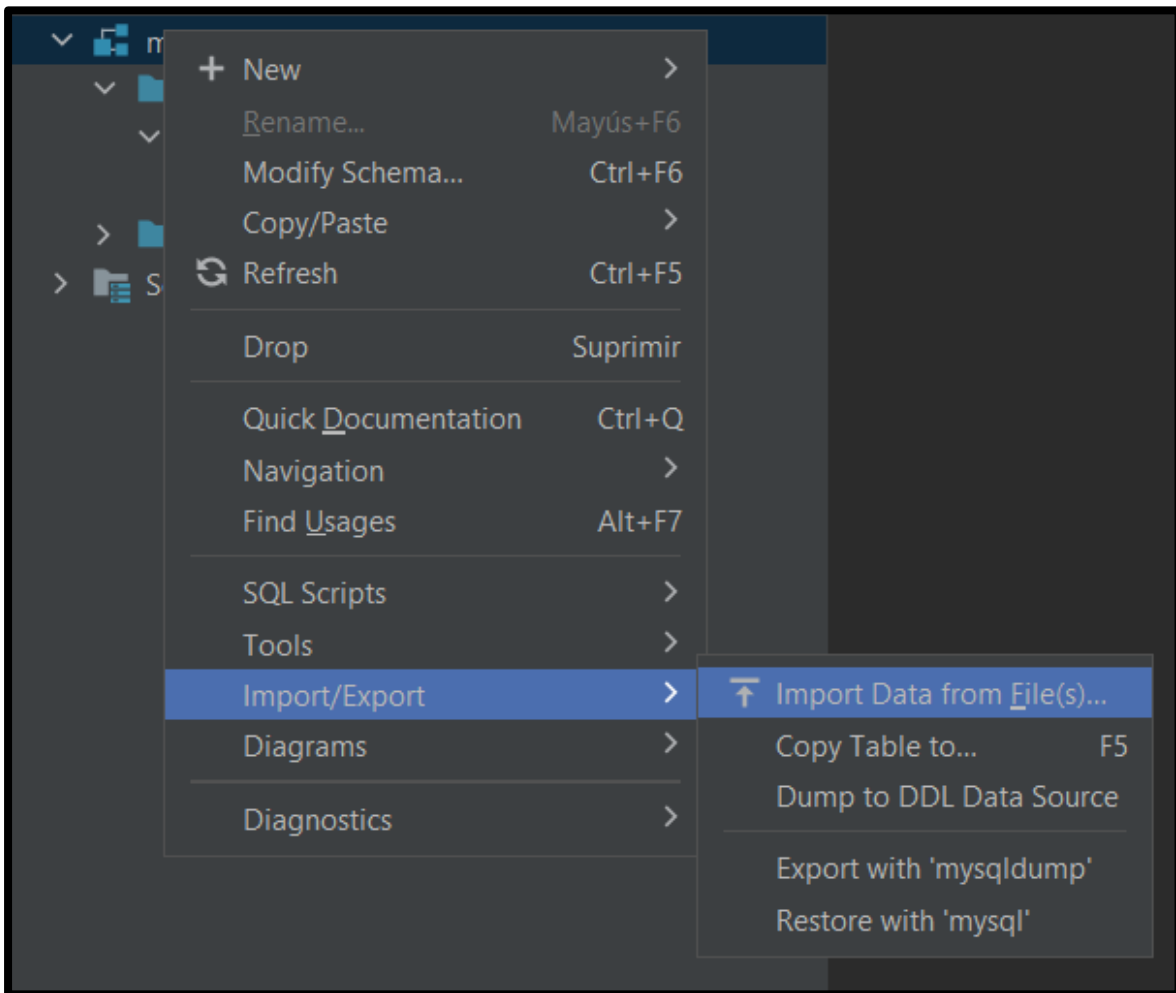 m
New
Rename... Mayús+F6
Modify Schema... Ctrl+F6
Copy/Paste
Refresh Ctrl+F5
S
Drop Suprimir
Quick Documentation Ctrl+Q
Navigation
Find Usages Alt+F7
SQL Scripts
Tools
Import/Export
Diagrams
Diagnostics
Import Data from File(s)...
Copy Table to... F5
Dump to DDL Data Source
Export with 'mysqldump'
Restore with 'mysql'